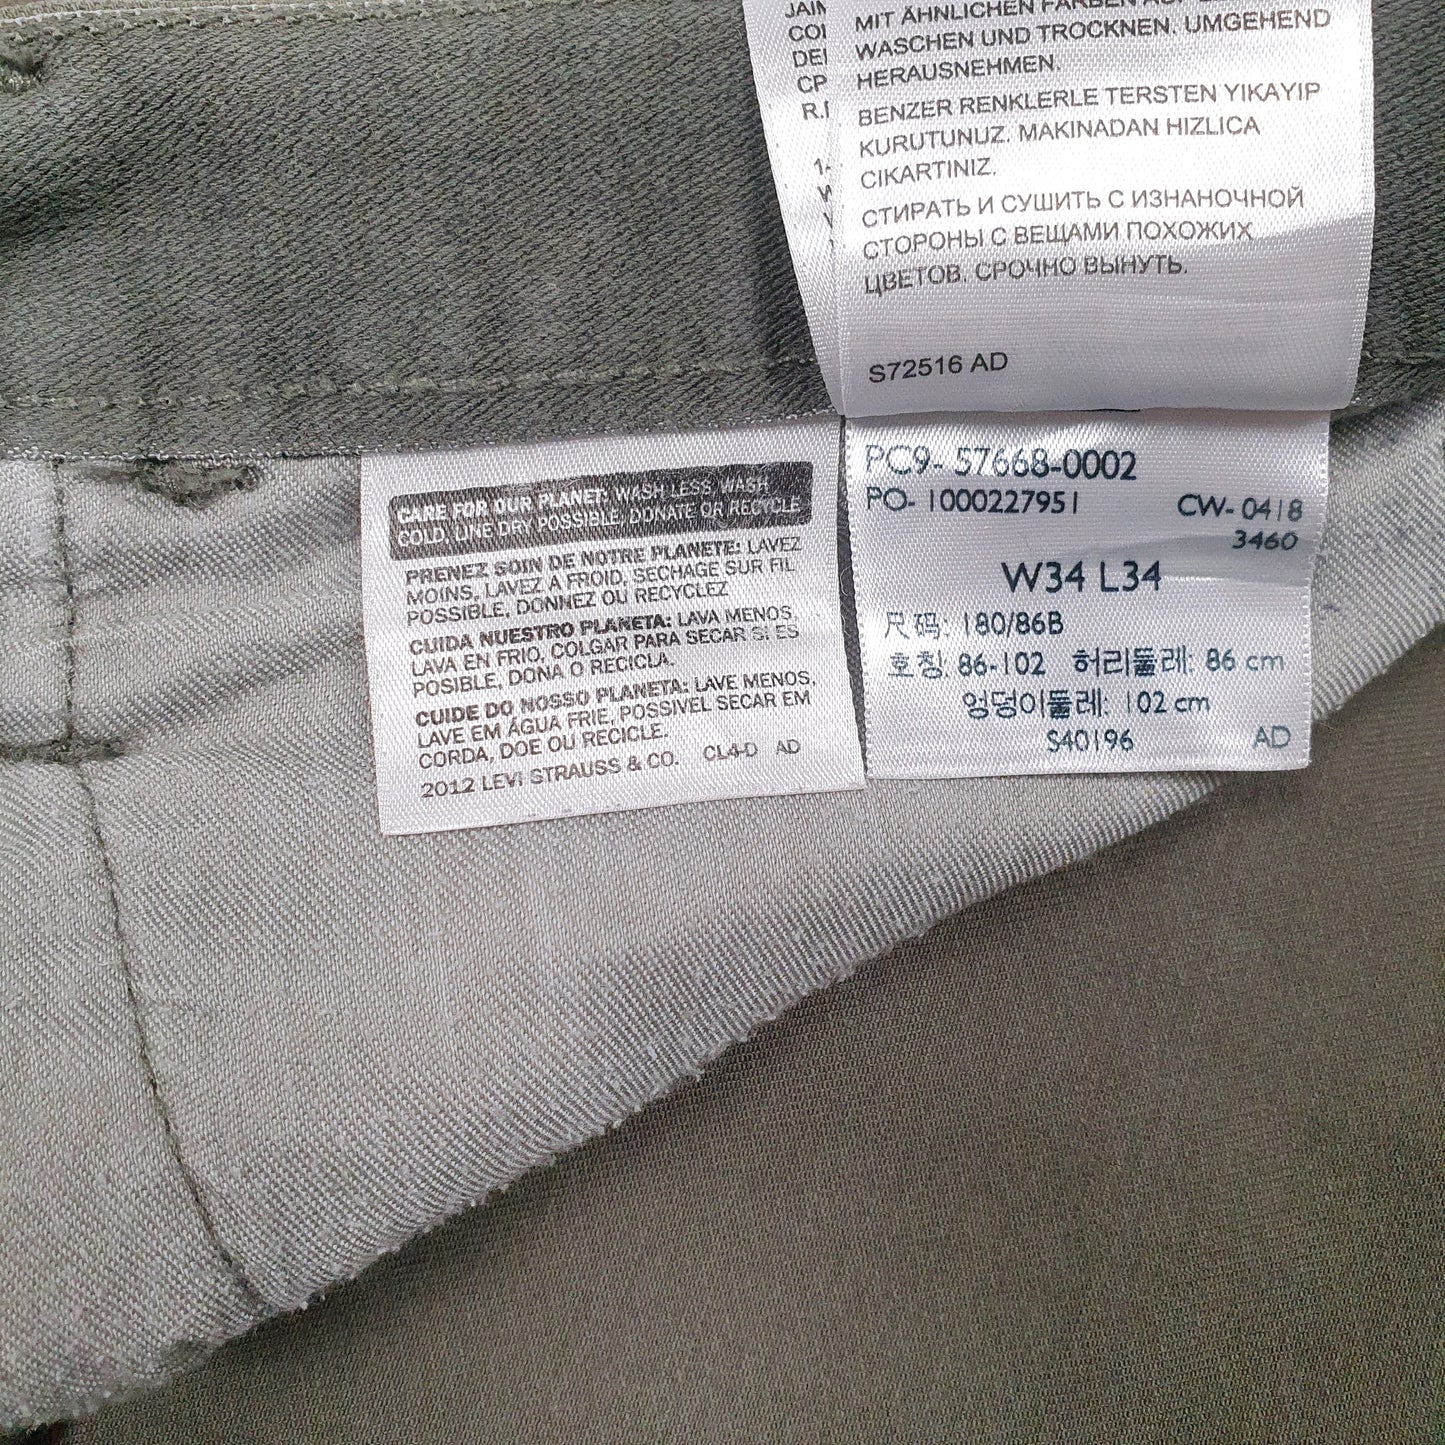 JAIN
COI
DEI
CP
R.I
1-
MIT ÄHNLICHEN FARBEN AUF
WASCHEN UND TROCKNEN. UMGEHEND
HERAUSNEHMEN.
BENZER RENKLERLE TERSTEN YIKAYIP
KURUTUNUZ. MAKINADAN HIZLICA
CIKARTINIZ.
СТИРАТЬ И СУШИТЬ С ИЗНАНОЧНОЙ
СТОРОНЫ С ВЕЩАМИ ПОХОЖИХ
ЦВЕТОВ. СРОЧНО ВЫНУТЬ.
S72516 AD
CARE FOR OUR PLANET: WASH LESS, WASH
COLD, LINE DRY POSSIBLE, DONATE OR RECYCLE
PRENEZ SOIN DE NOTRE PLANETE: LAVEZ
MOINS, LAVEZ A FROID, SECHAGE SUR FIL
POSSIBLE, DONNEZ OU RECYCLEZ
CUIDA NUESTRO PLANETA: LAVA MENOS,
LAVA EN FRIO, COLGAR PARA SECAR SI ES
POSIBLE, DONA O RECICLA.
CUIDE DO NOSSO PLANETA: LAVE MENOS,
LAVE EM ÁGUA FRIE, POSSIVEL SECAR EM
CORDA, DOE OU RECICLE.
2012 LEVI STRAUSS & CO. CL4-D AD
PC9- 57668-0002
PO- 1000227951 CW- 0418
3460
W34 L34
尺码: 180/86B
호칭: 86-102 허리둘레: 86 cm
엉덩이둘레: 102 cm
S40196 AD